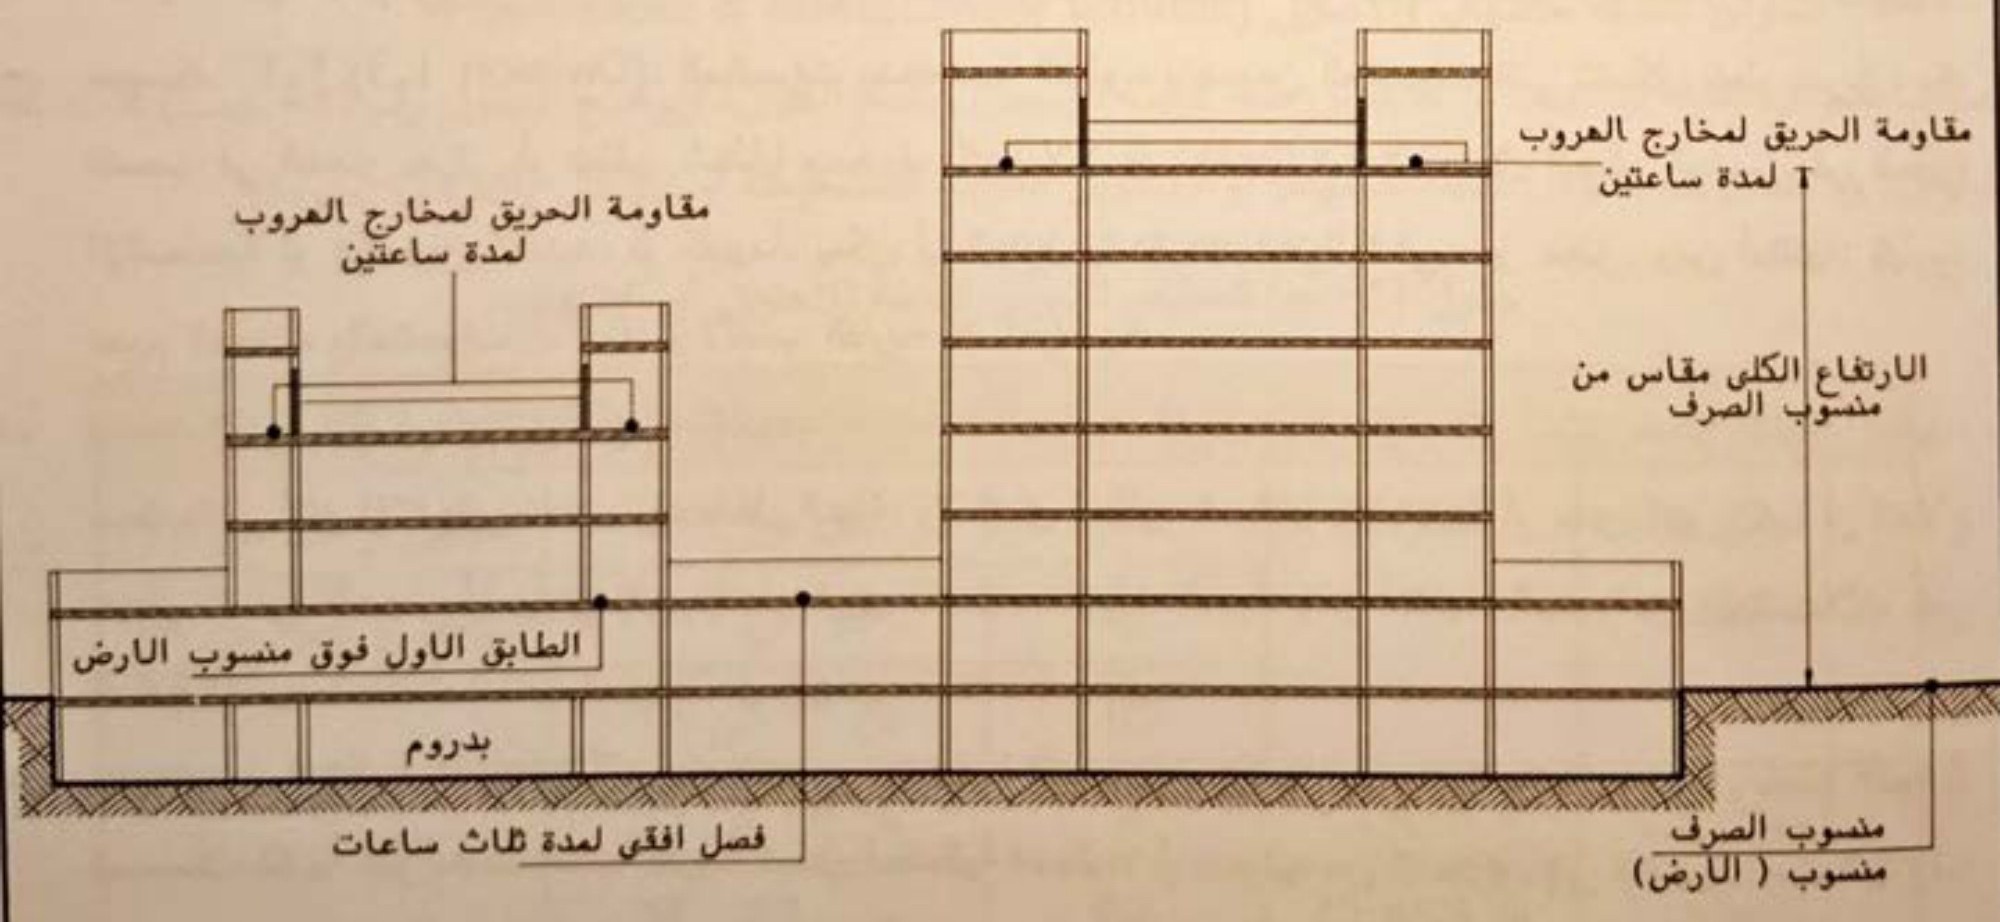 مقاومة الحريق لمخارج الهروب
لمدة ساعتين
مقاومة الحريق لمخارج الهروب
لمدة ساعتين
الارتفاع الكلى مقاس من
منسوب الصرف
الطابق الاول فوق منسوب الارض
بدروم
فصل افقي لمدة ثلاث ساعات
منسوب الصرف
منسوب ( الارض)